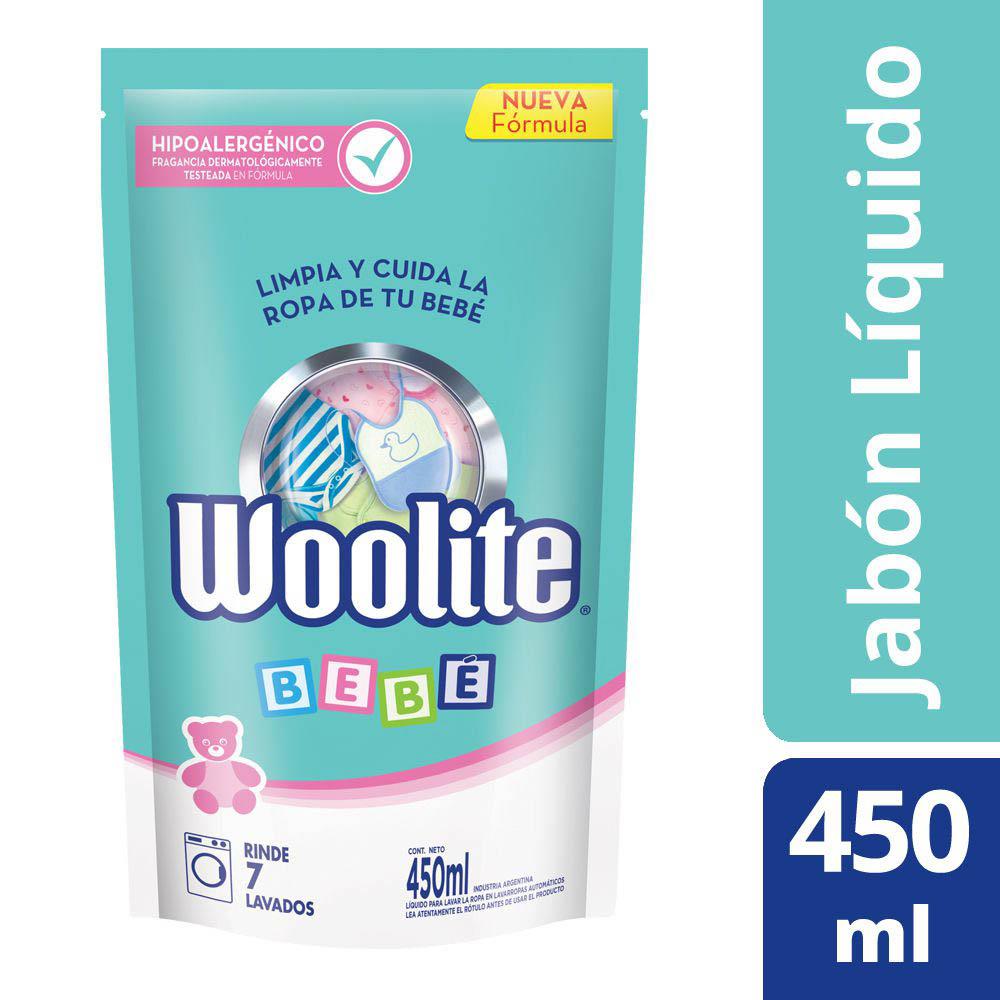 NUEVA
Fórmula
HIPOALERGÉNICO
FRAGANCIA DERMATOLÓGICAMENTE
TESTEADA EN FÓRMULA
LIMPIA Y CUIDA LA
ROPA DE TU BEBÉ
Woolite®
BEBÉ
RINDE
7
LAVADOS
CONT. NETO
450ml
INDUSTRIA ARGENTINA
LÍQUIDO PARA LAVAR LA ROPA EN LAVARROPAS AUTOMÁTICOS
LEA ATENTAMENTE EL RÓTULO ANTES DE USAR EL PRODUCTO
Jabón Líquido
450
ml